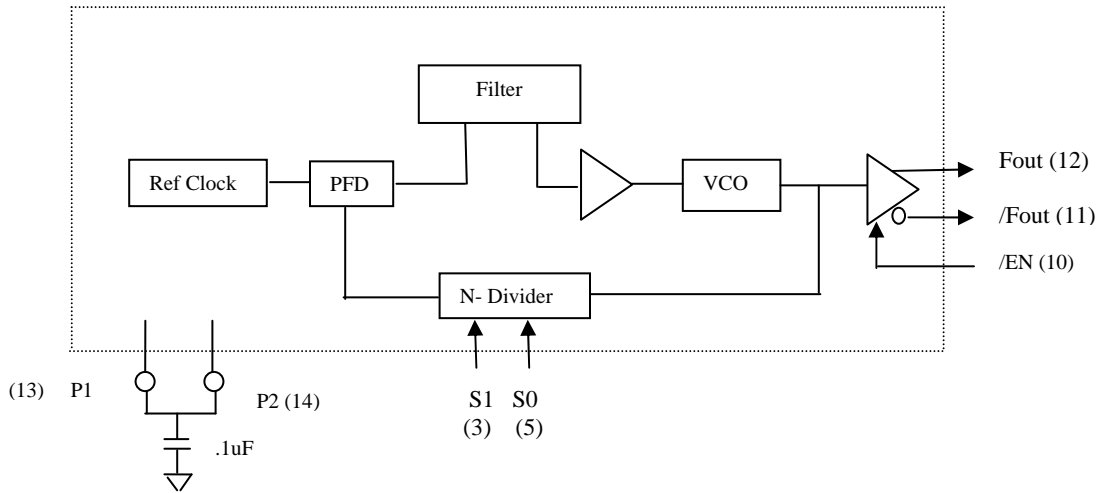 Filter
Ref Clock
PFD
VCO
Fout (12)
/Fout (11)
/EN (10)
N- Divider
(13) P1
P2 (14)
S1 S0
(3) (5)
.1uF